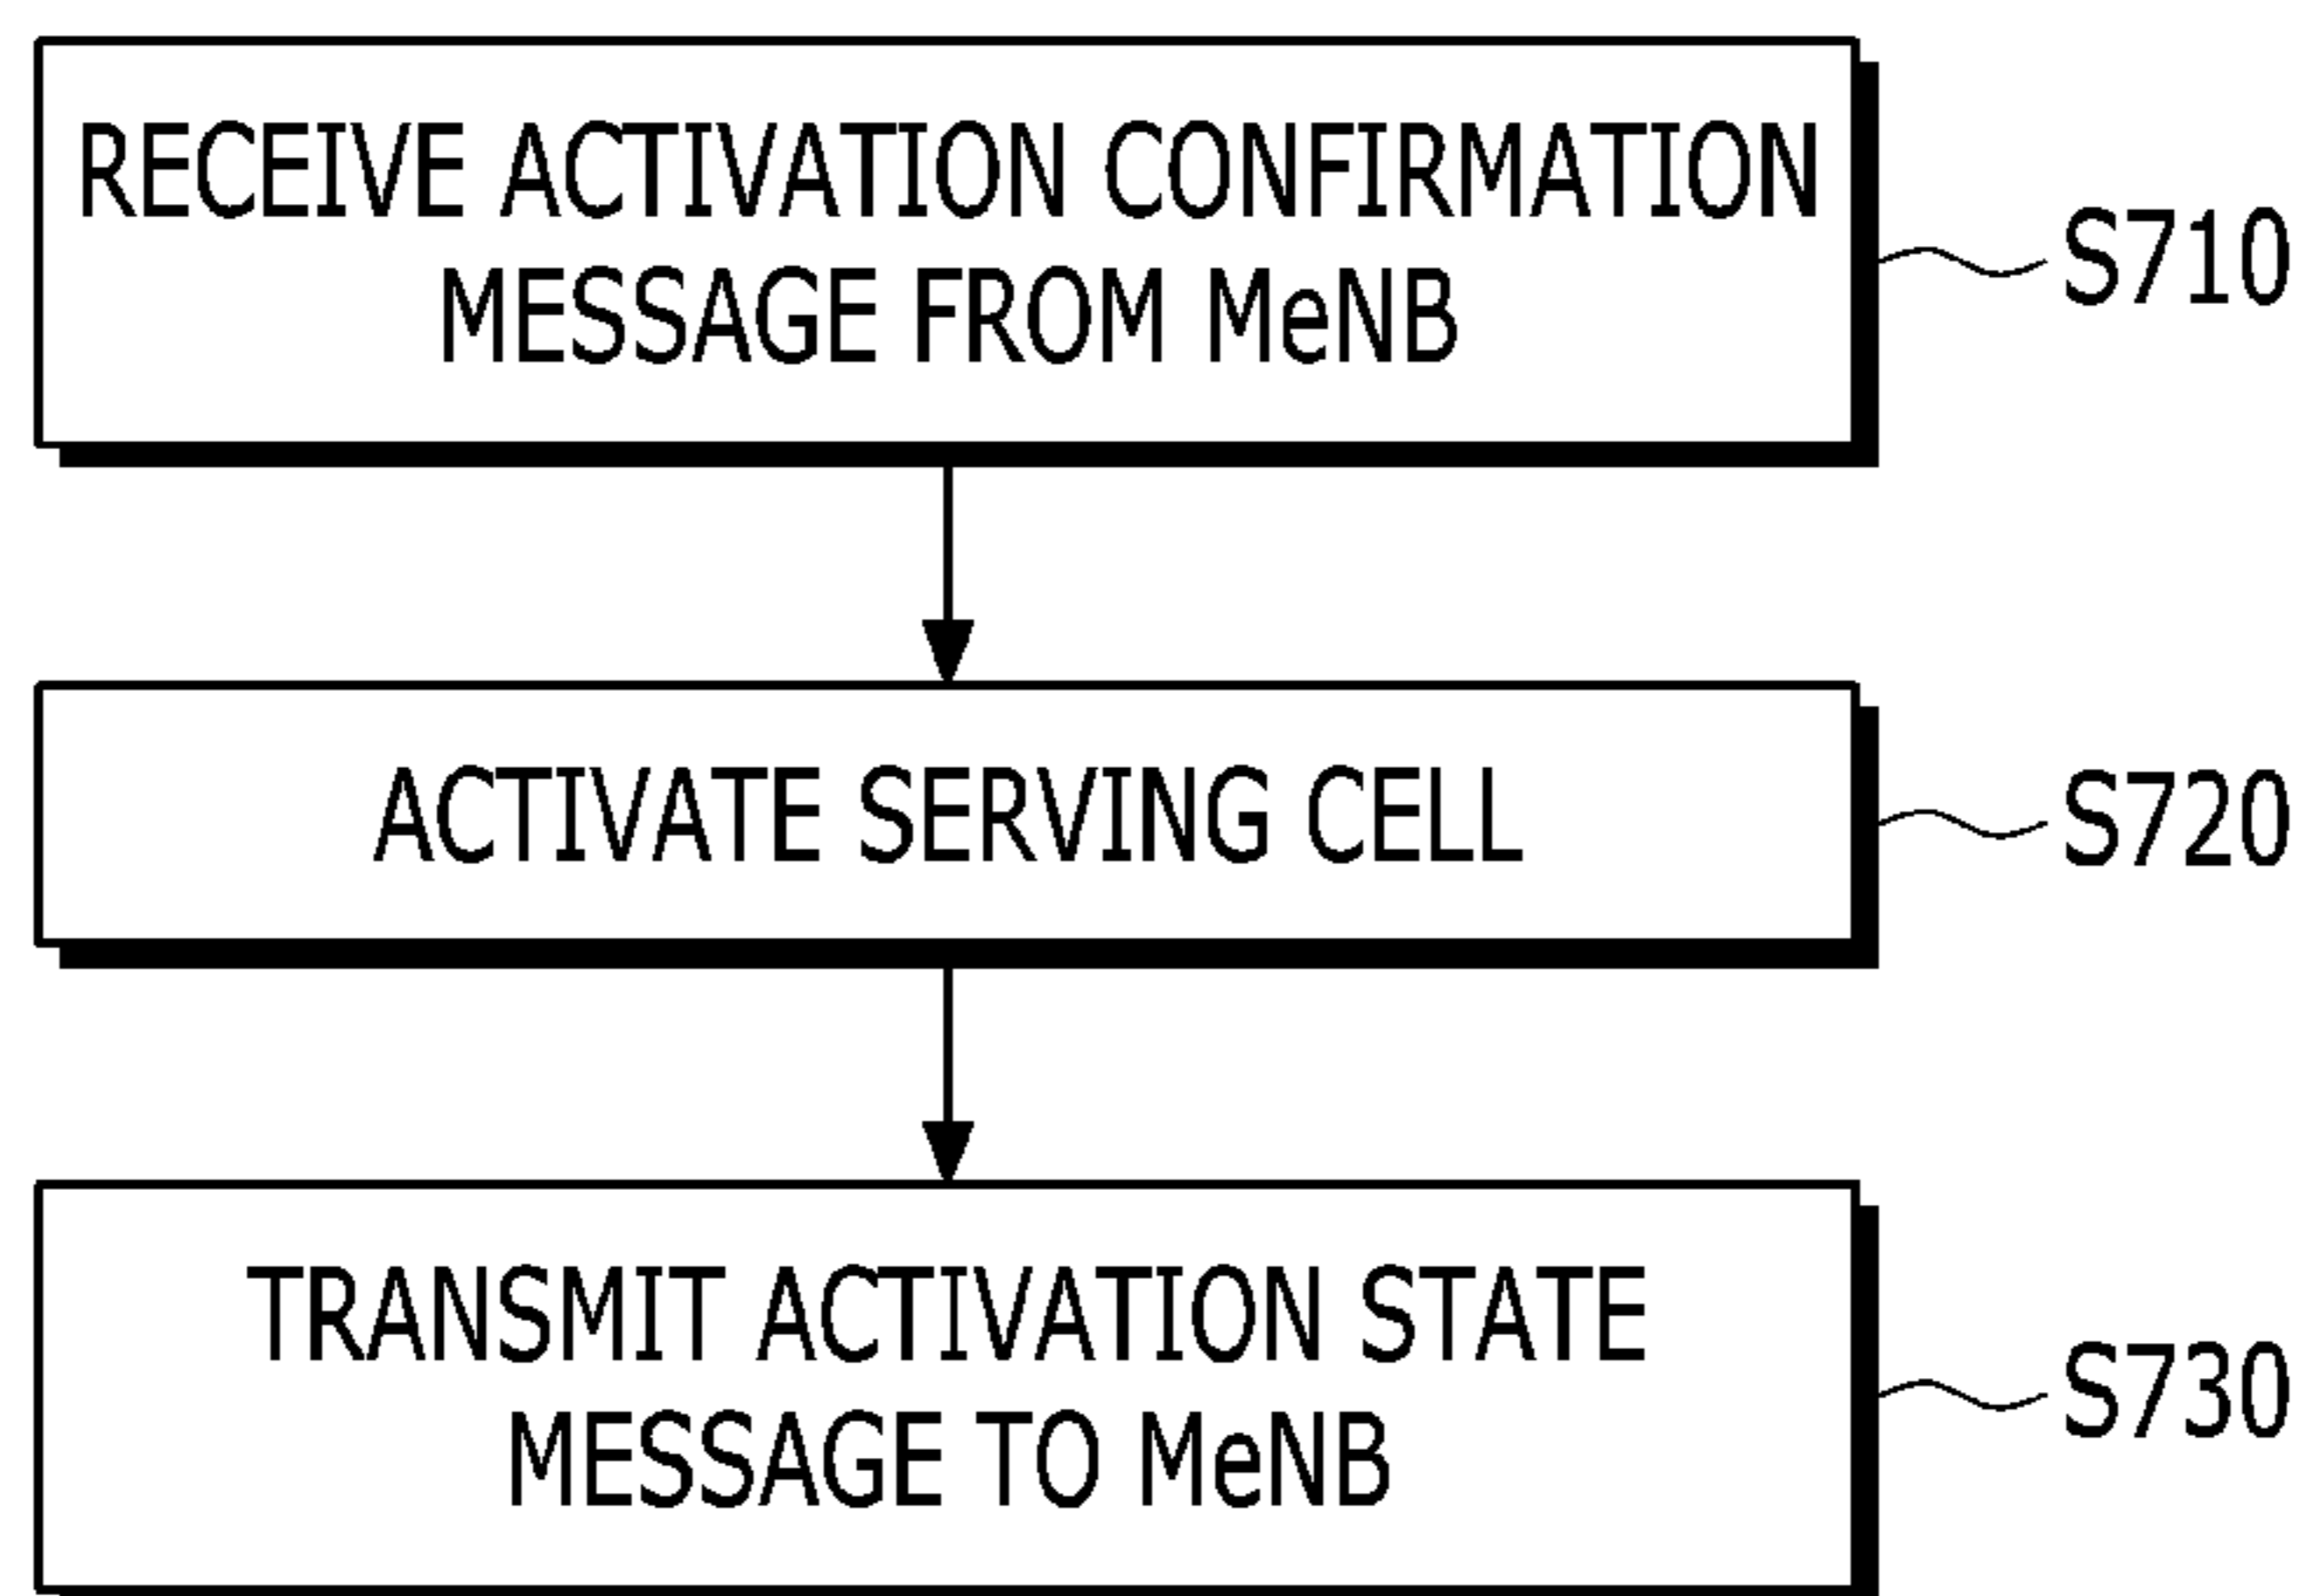 RECEIVE ACTIVATION CONFIRMATION
MESSAGE FROM MeNB
S710
ACTIVATE SERVING CELL
S720
TRANSMIT ACTIVATION STATE
MESSAGE TO MeNB
S730